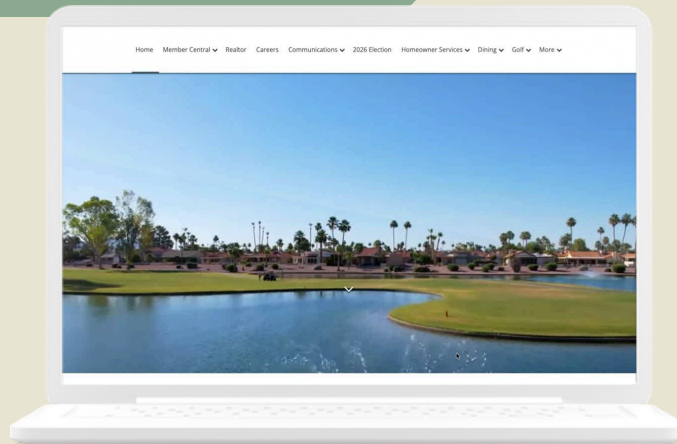 Home Member Central Realtor Careers Communications 2026 Election Homeowner Services Dining Golf More